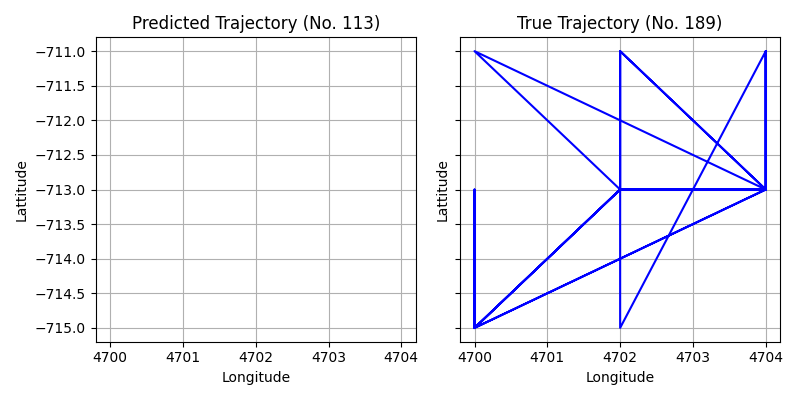 Predicted Trajectory (No. 113)
True Trajectory (No. 189)
Lattitude
−711.0
−711.5
−712.0
−712.5
−713.0
−713.5
−714.0
−714.5
−715.0
4700 4701 4702 4703 4704
Longitude
Lattitude
4700 4701 4702 4703 4704
Longitude